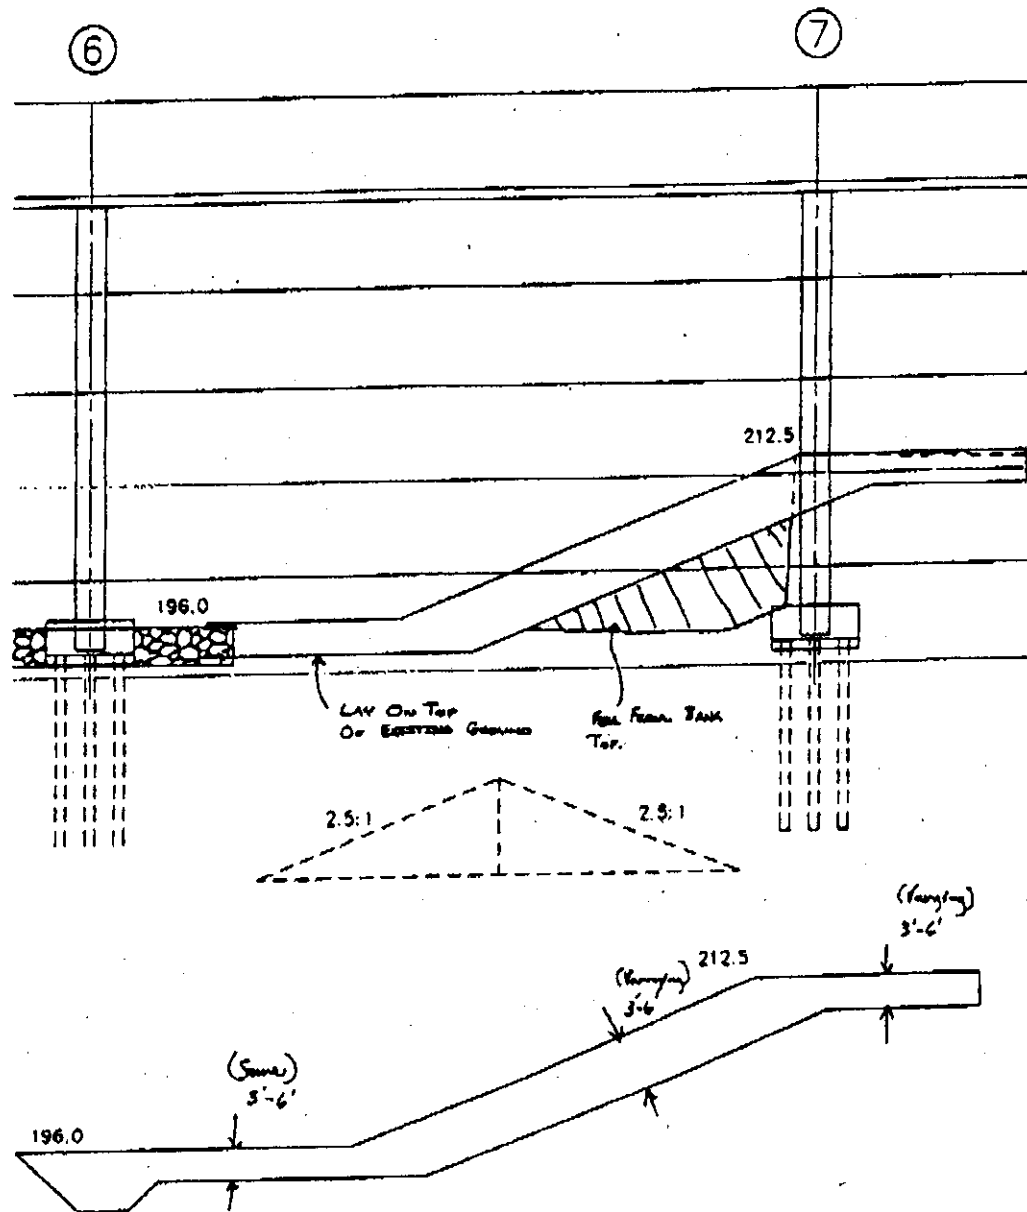 6
7
212.5
196.0
LAY ON TOP
OF EXISTING GROUND
BANK
TOP.
2.5:1
2.5:1
(Varying)
3'-6'
212.5
(Varying)
3'-6'
(Same)
3'-6'
196.0